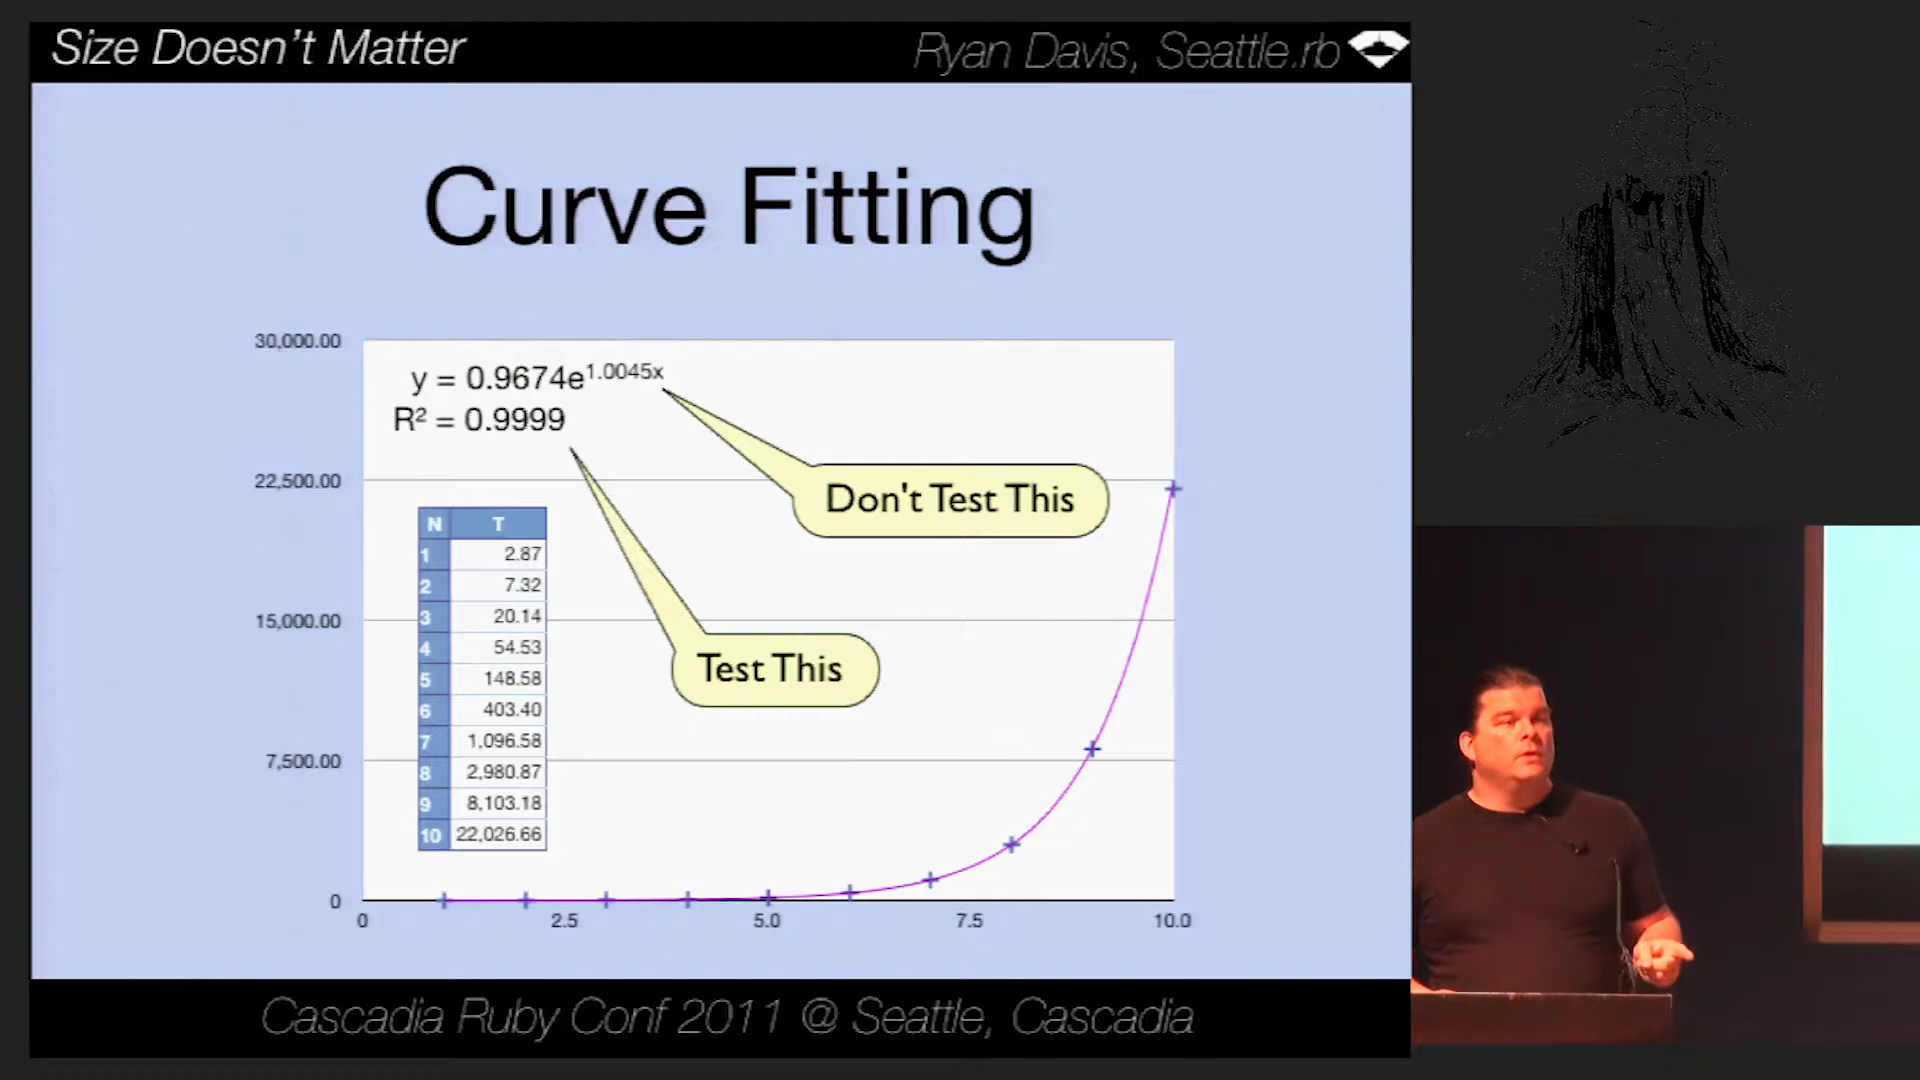 Size Doesn't Matter
Ryan Davis, Seattle.rb
Curve Fitting
30,000.00
22,500.00
15,000.00
7,500.00
0
y = 0.9674e^1.0045x
R² = 0.9999
Don't Test This
Test This
N T
1 2.87
2 7.32
3 20.14
4 54.53
5 148.58
6 403.40
7 1,096.58
8 2,980.87
9 8,103.18
10 22,026.66
0 2.5 5.0 7.5 10.0
Cascadia Ruby Conf 2011 @ Seattle, Cascadia